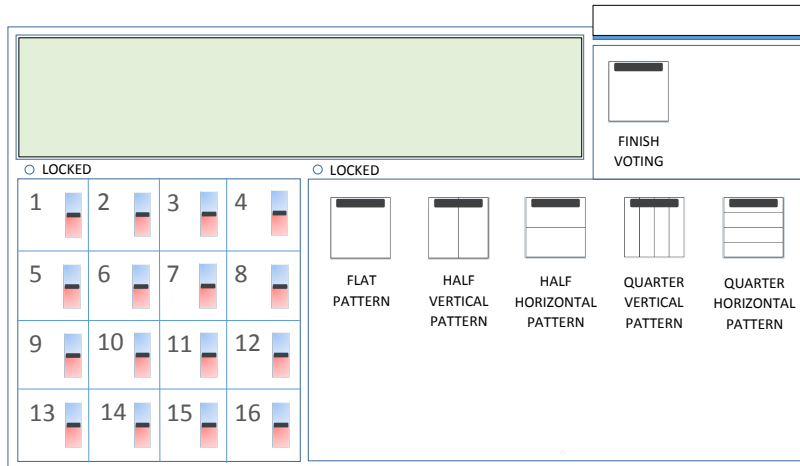 FINISH
VOTING
LOCKED
LOCKED
1 2 3 4
5 6 7 8
9 10 11 12
13 14 15 16
FLAT
PATTERN
HALF
VERTICAL
PATTERN
HALF
HORIZONTAL
PATTERN
QUARTER
VERTICAL
PATTERN
QUARTER
HORIZONTAL
PATTERN